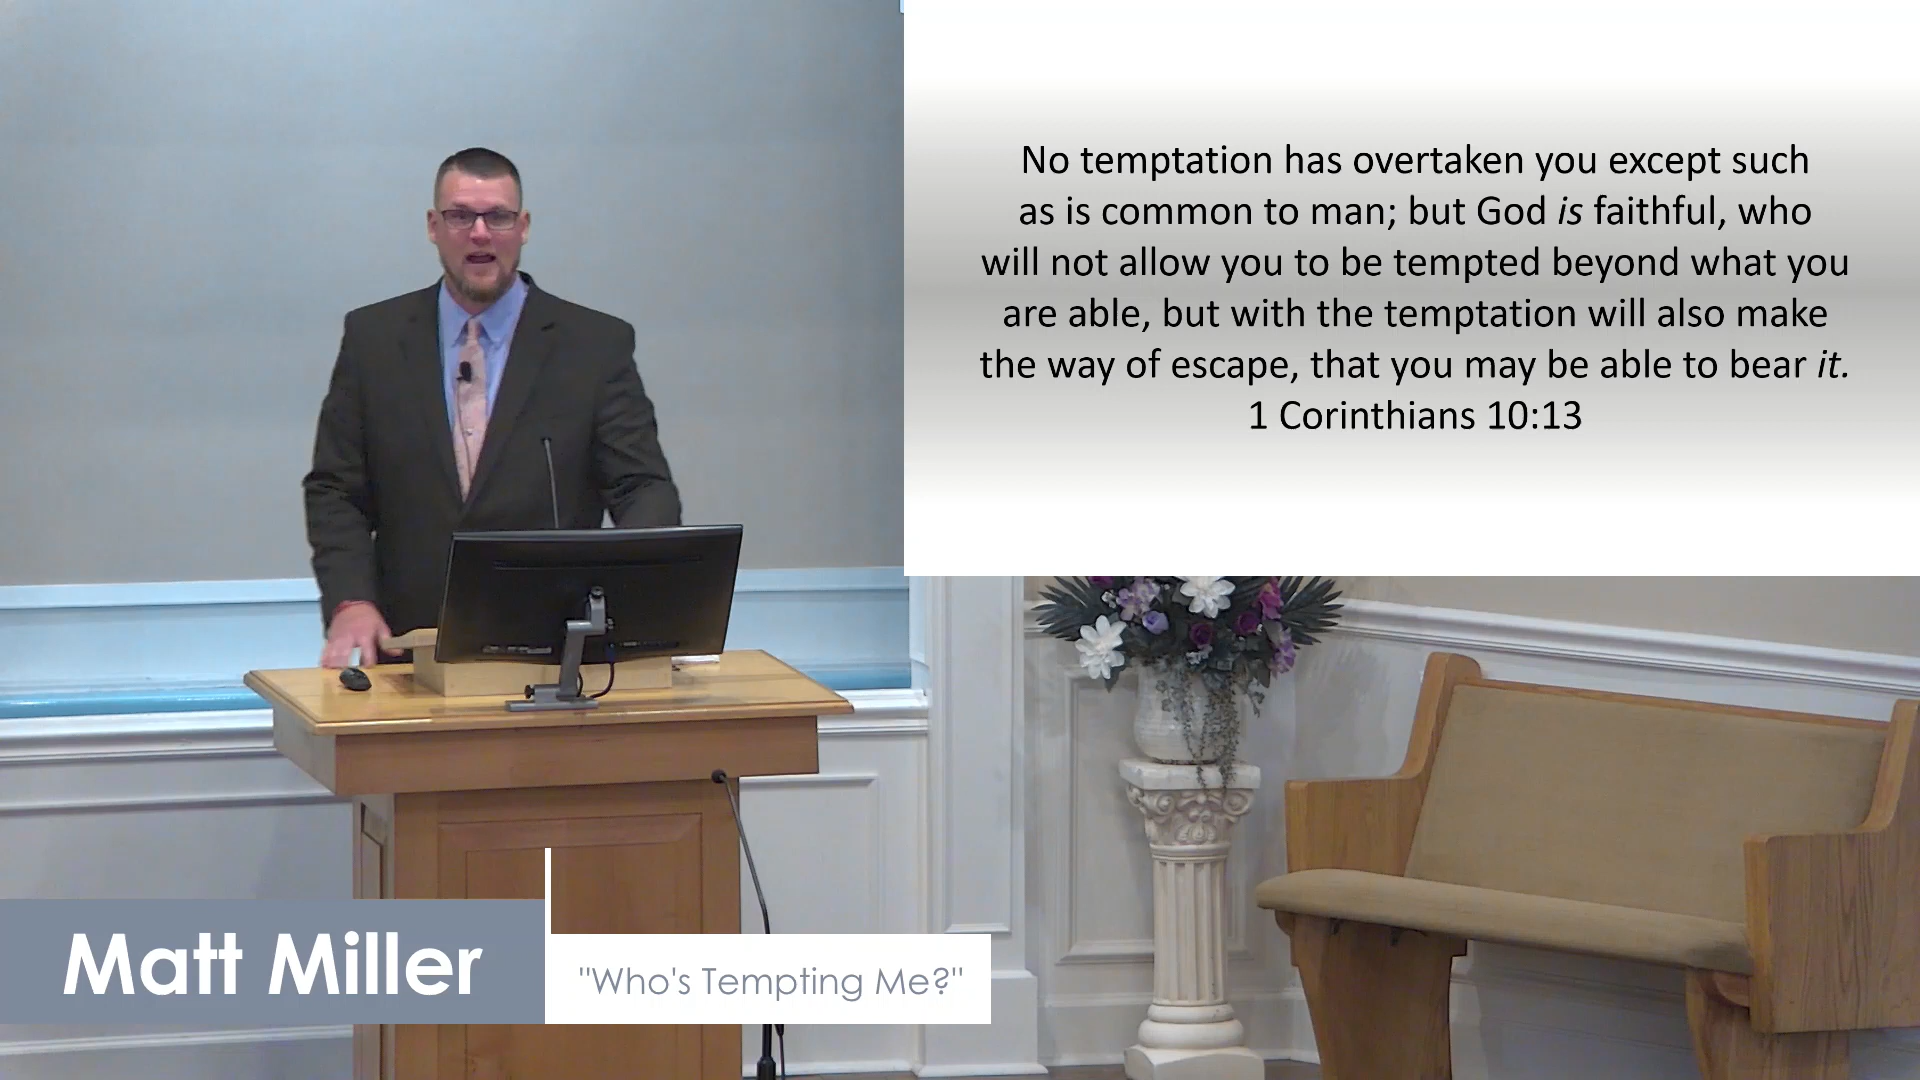 No temptation has overtaken you except such
as is common to man; but God is faithful, who
will not allow you to be tempted beyond what you
are able, but with the temptation will also make
the way of escape, that you may be able to bear it.
1 Corinthians 10:13
Matt Miller
"Who's Tempting Me?"